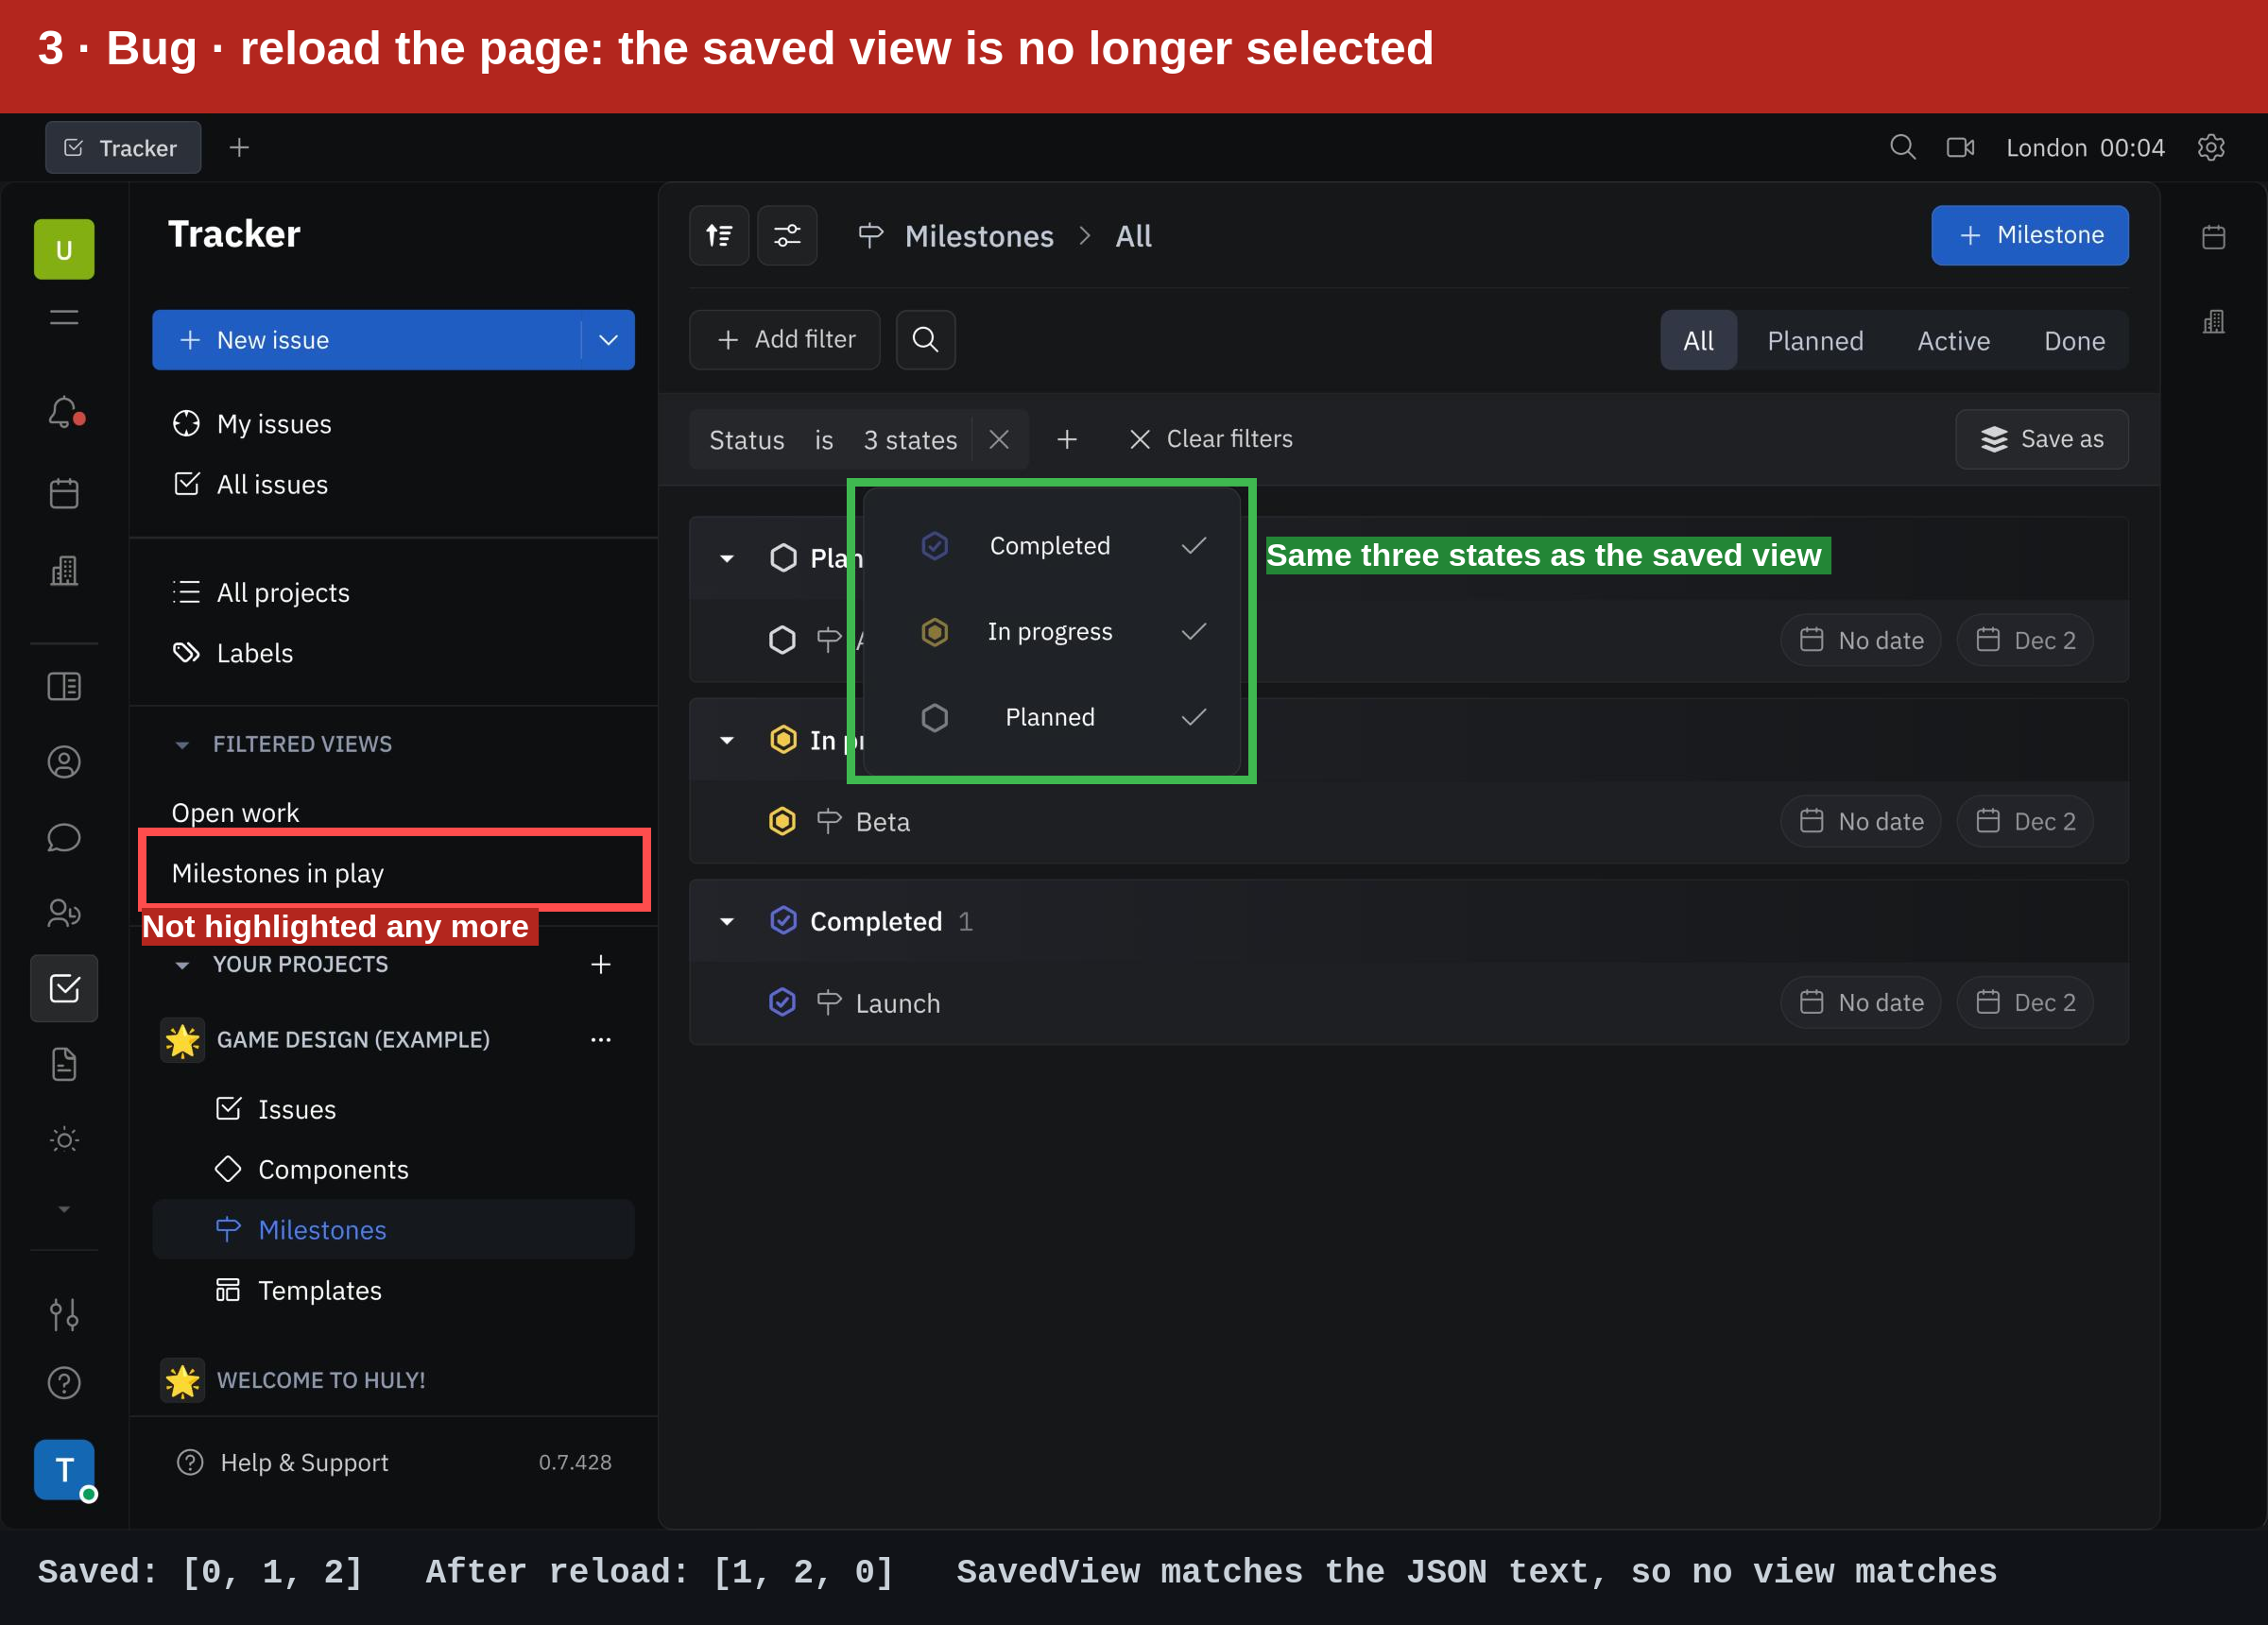 3 · Bug · reload the page: the saved view is no longer selected
Tracker
London 00:04
U
Tracker
New issue
My issues
All issues
All projects
Labels
FILTERED VIEWS
Open work
Milestones in play
Not highlighted any more
YOUR PROJECTS
GAME DESIGN (EXAMPLE)
Issues
Components
Milestones
Templates
WELCOME TO HULY!
Help & Support 0.7.428
T
Milestones > All
Milestone
Add filter
All Planned Active Done
Status is 3 states
Clear filters
Save as
Completed
In progress
Planned
Same three states as the saved view
Plan
No date Dec 2
In pr
Beta No date Dec 2
Completed 1
Launch No date Dec 2
Saved: [0, 1, 2] After reload: [1, 2, 0] SavedView matches the JSON text, so no view matches